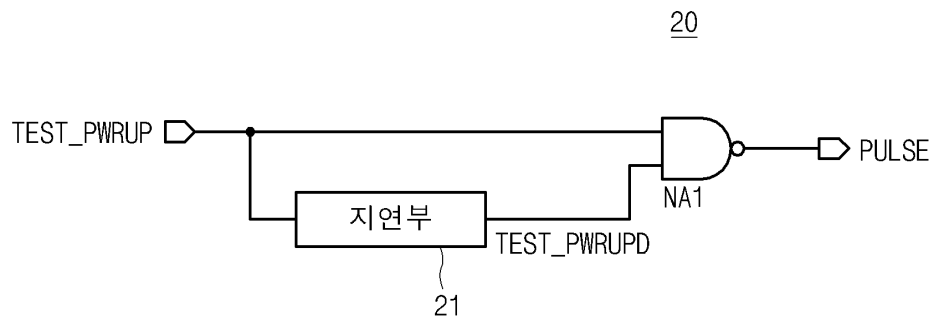 20
TEST_PWRUP
PULSE
NA1
지연부
TEST_PWRUPD
21